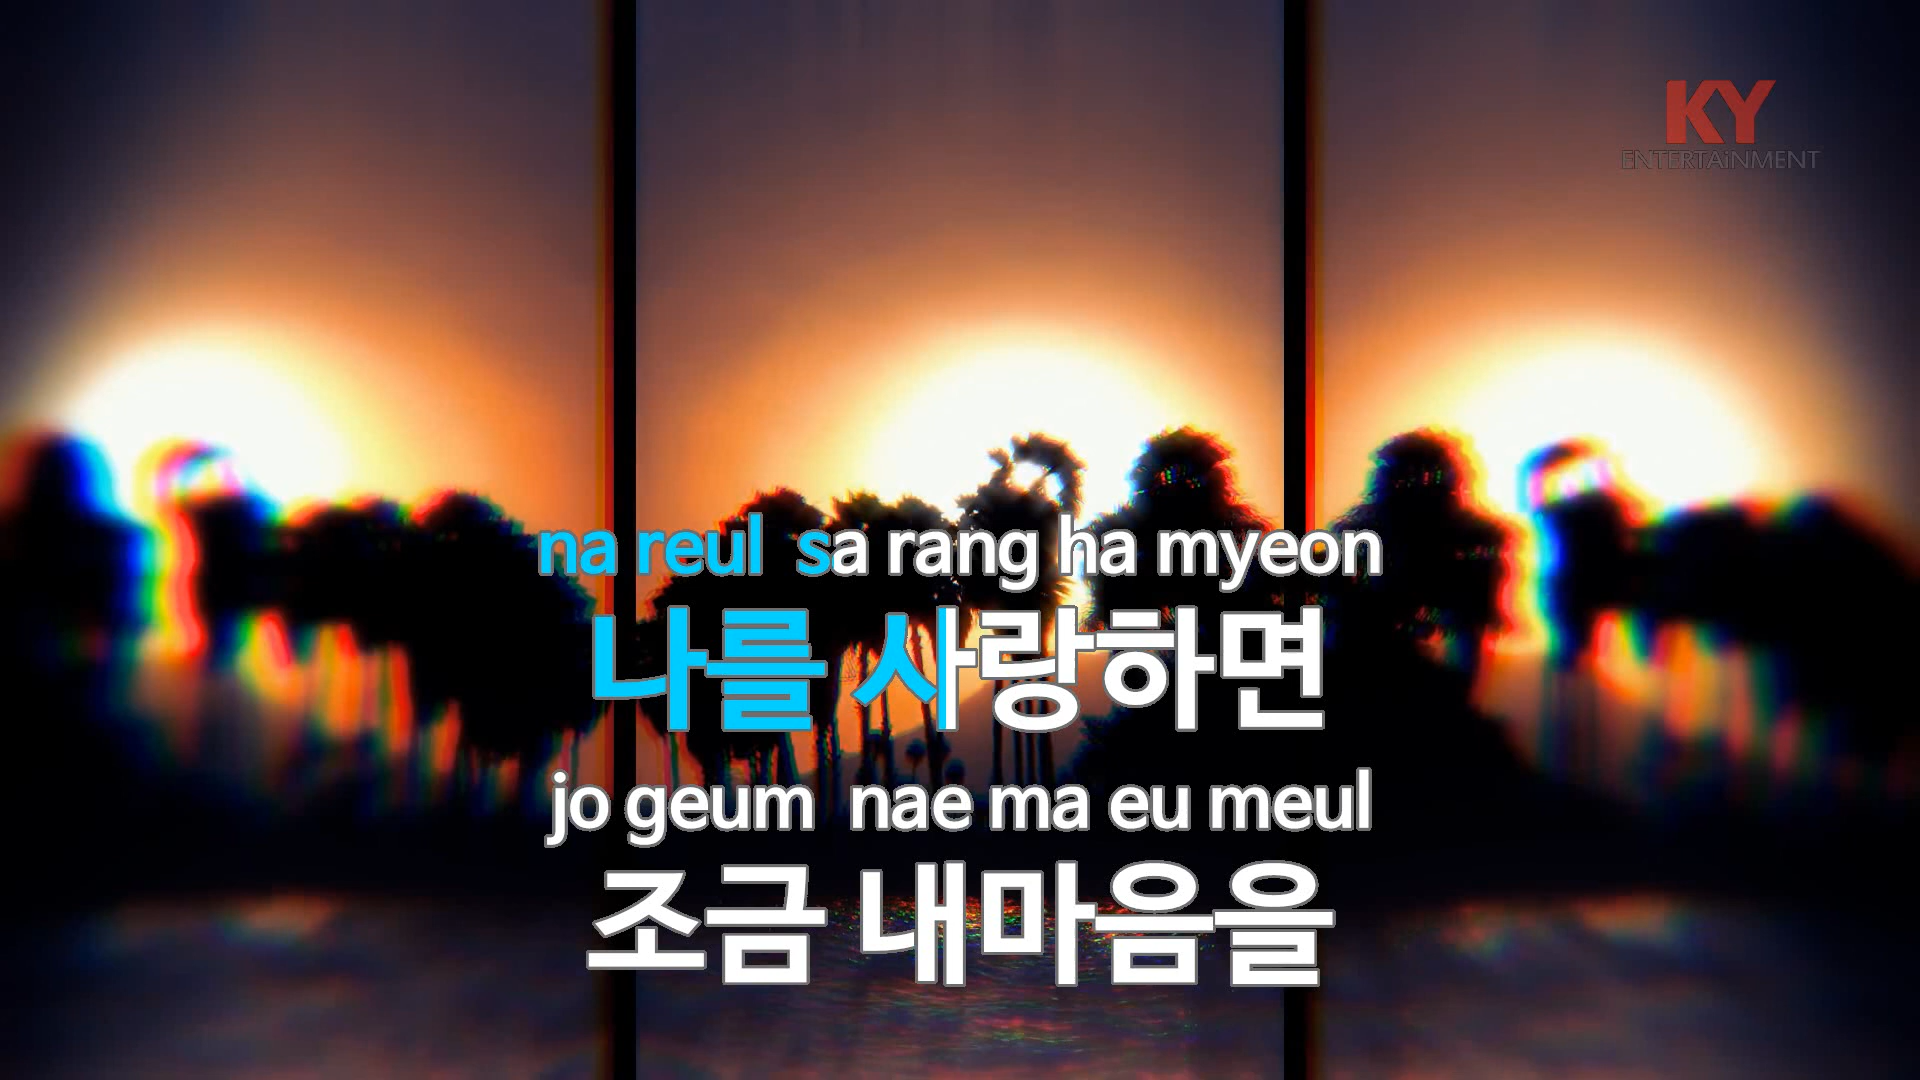 KY
ENTERTAiNMENT
na reul sa rang ha myeon
나를 사랑하면
jo geum nae ma eu meul
조금 내마음을